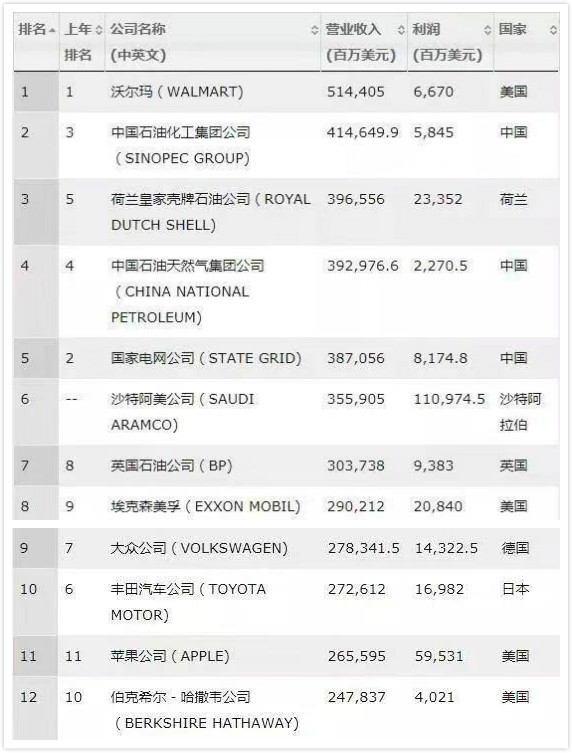 排名 上年 公司名称 营业收入 利润 国家
排名 (中英文) (百万美元) (百万美元)
1 1 沃尔玛（WALMART) 514,405 6,670 美国
2 3 中国石油化工集团公司 414,649.9 5,845 中国
（SINOPEC GROUP)
3 5 荷兰皇家壳牌石油公司（ROYAL 396,556 23,352 荷兰
DUTCH SHELL)
4 4 中国石油天然气集团公司 392,976.6 2,270.5 中国
（CHINA NATIONAL
PETROLEUM)
5 2 国家电网公司（STATE GRID) 387,056 8,174.8 中国
6 -- 沙特阿美公司（SAUDI 355,905 110,974.5 沙特阿
ARAMCO) 拉伯
7 8 英国石油公司（BP) 303,738 9,383 英国
8 9 埃克森美孚（EXXON MOBIL) 290,212 20,840 美国
9 7 大众公司（VOLKSWAGEN) 278,341.5 14,322.5 德国
10 6 丰田汽车公司（TOYOTA 272,612 16,982 日本
MOTOR)
11 11 苹果公司（APPLE) 265,595 59,531 美国
12 10 伯克希尔－哈撒韦公司 247,837 4,021 美国
（BERKSHIRE HATHAWAY)